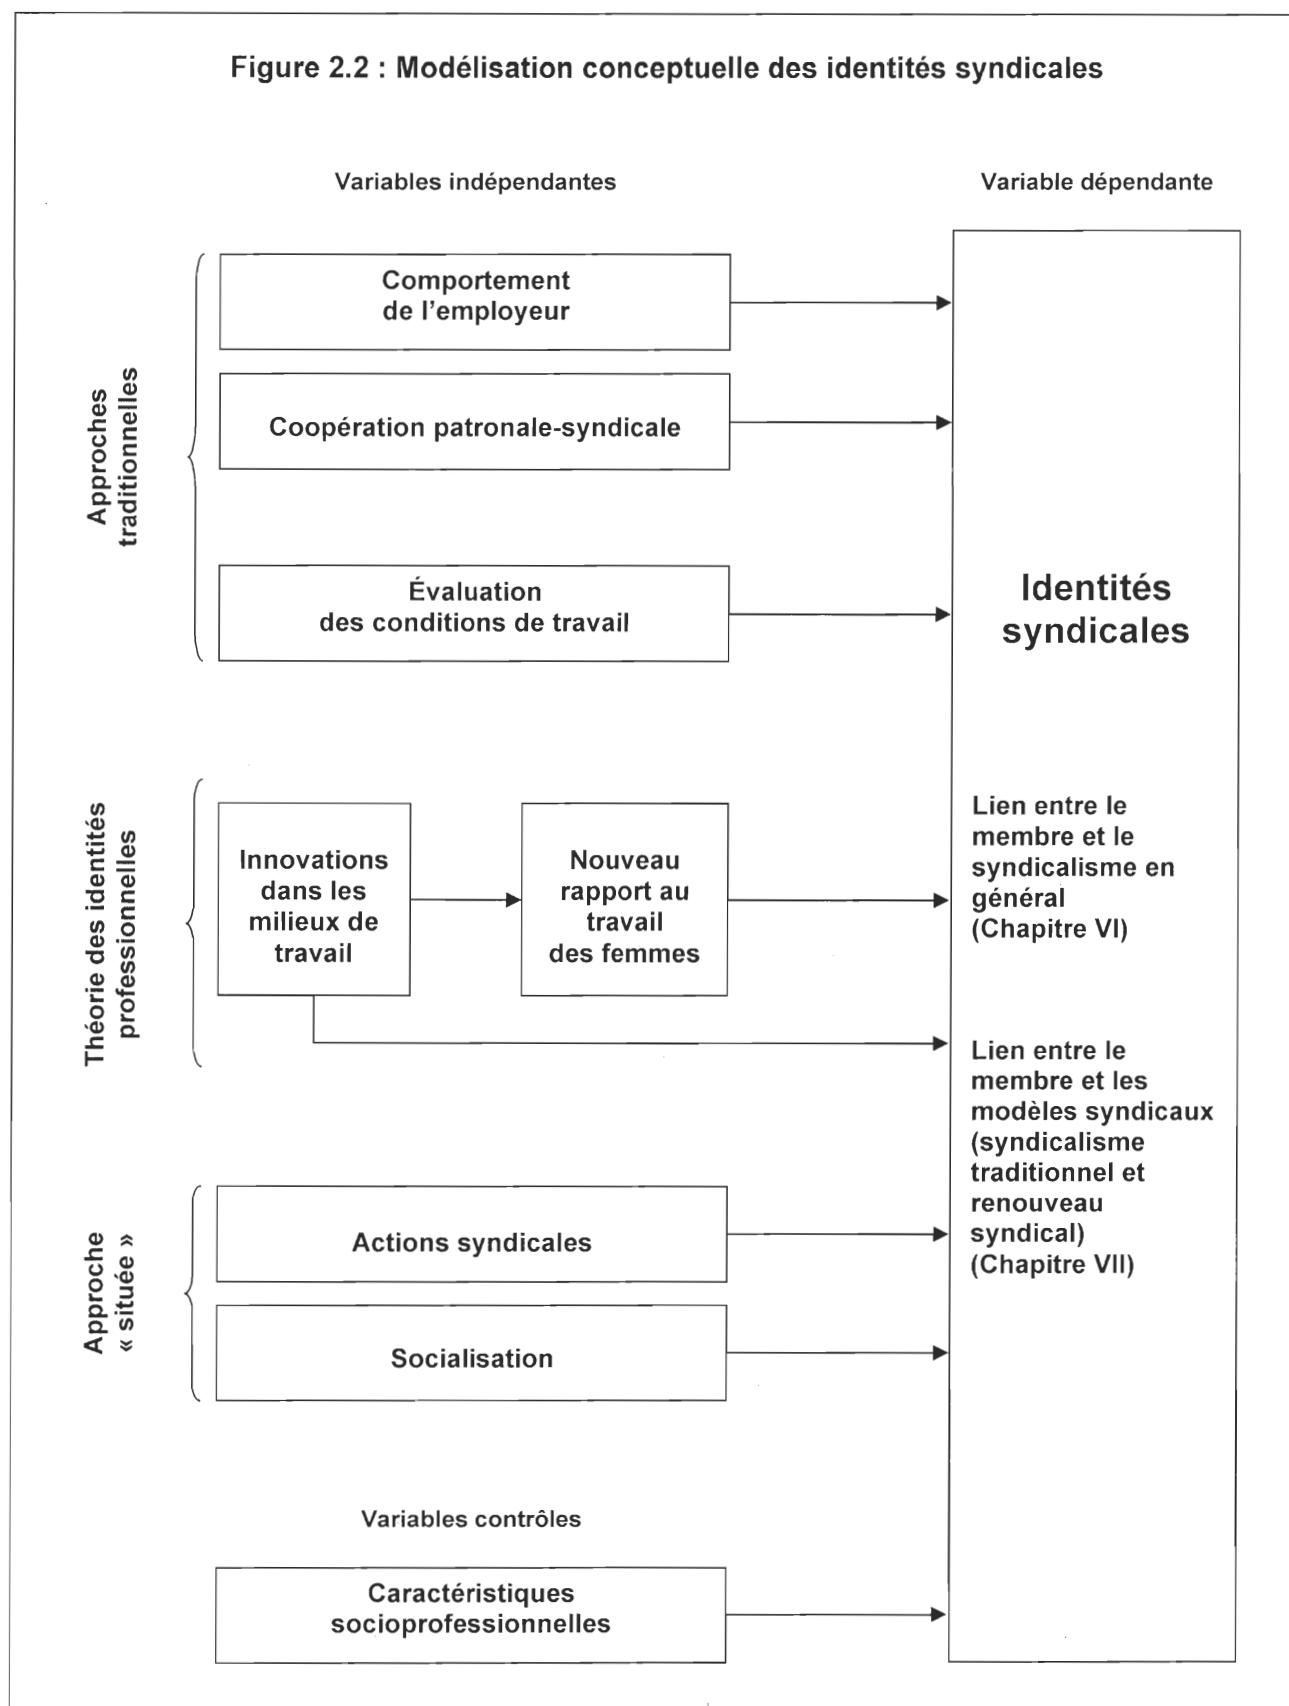 Figure 2.2 : Modélisation conceptuelle des identités syndicales
Variables indépendantes
Variable dépendante
Approches
traditionnelles
Comportement
de l'employeur
Coopération patronale-syndicale
Évaluation
des conditions de travail
Identités
syndicales
Théorie des identités
professionnelles
Innovations
dans les
milieux de
travail
Nouveau
rapport au
travail
des femmes
Lien entre le
membre et le
syndicalisme en
général
(Chapitre VI)
Lien entre le
membre et les
modèles syndicaux
(syndicalisme
traditionnel et
renouveau
syndical)
(Chapitre VII)
Approche
« située »
Actions syndicales
Socialisation
Variables contrôles
Caractéristiques
socioprofessionnelles